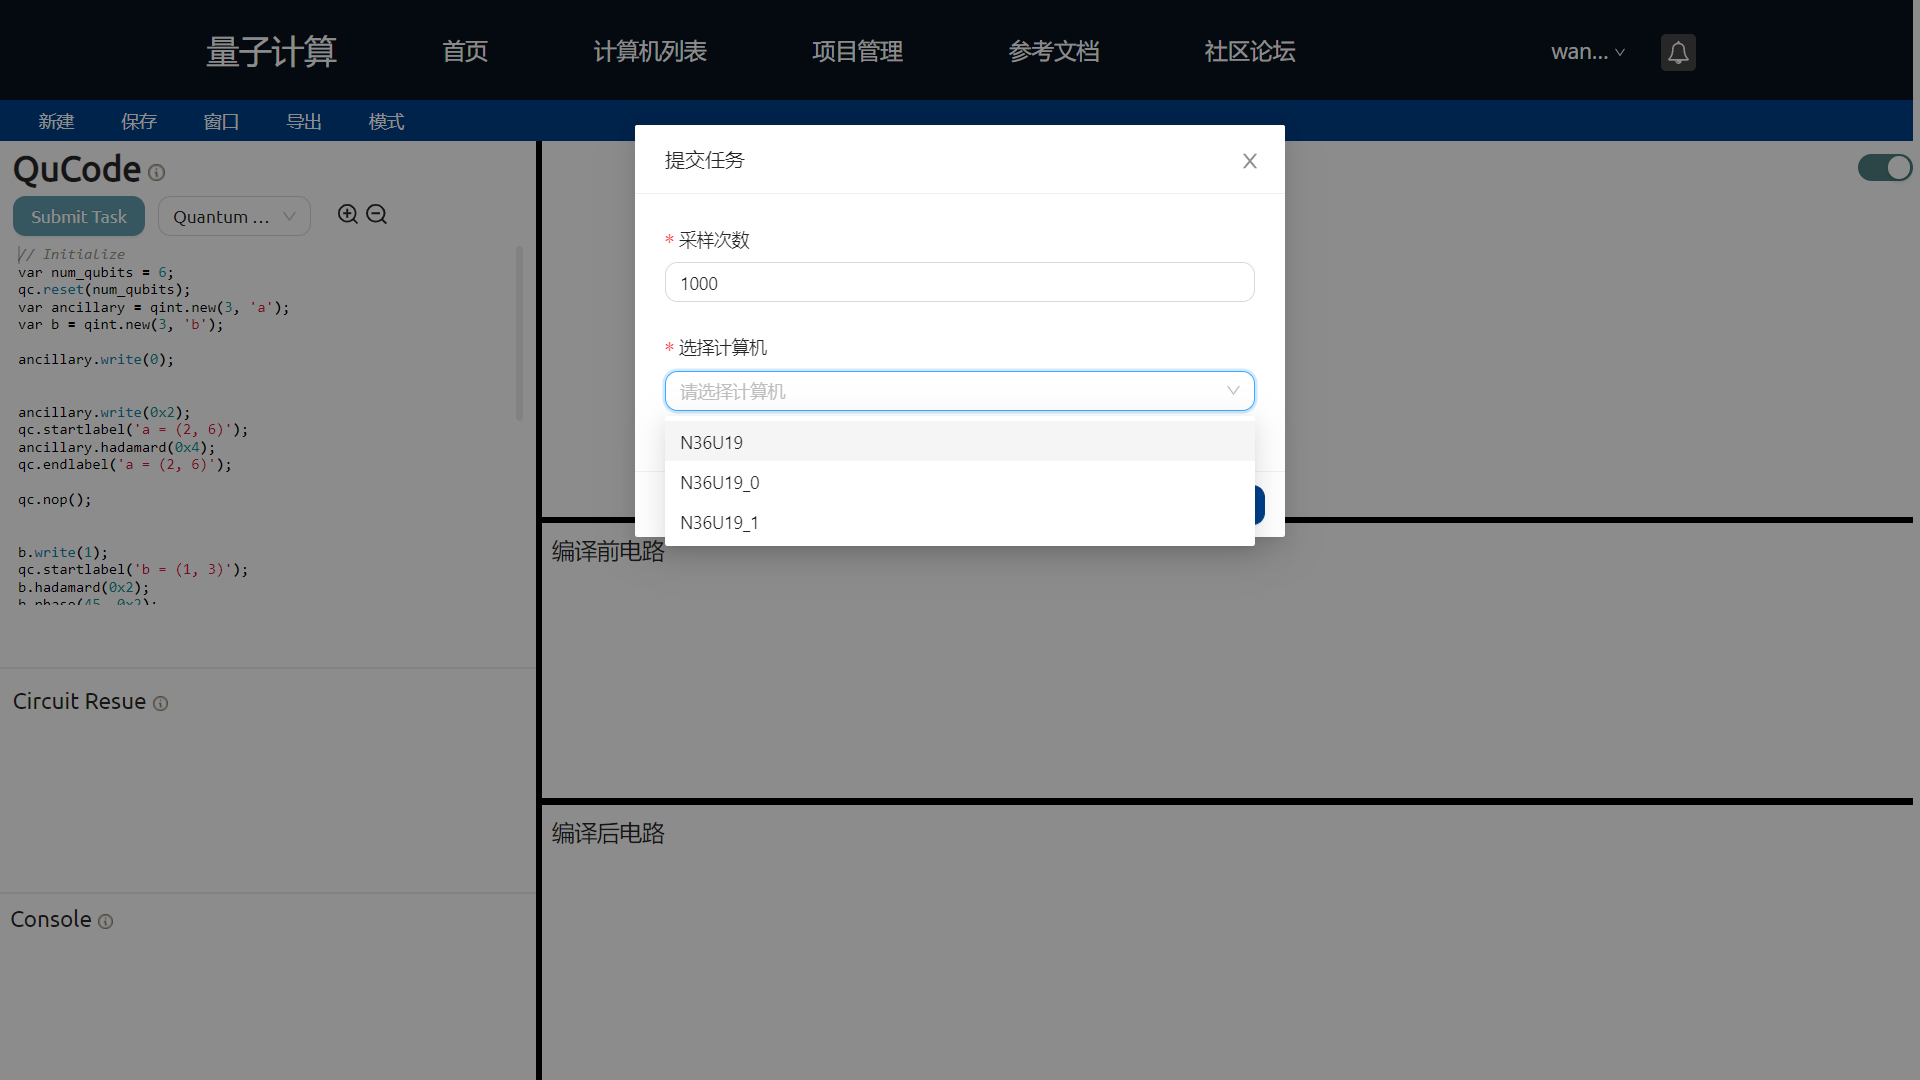 量子计算
首页
计算机列表
项目管理
参考文档
社区论坛
wan...
新建
保存
窗口
导出
模式
QuCode
Submit Task
Quantum ...
// Initialize
var num_qubits = 6;
qc.reset(num_qubits);
var ancillary = qint.new(3, 'a');
var b = qint.new(3, 'b');
ancillary.write(0);
ancillary.write(0x2);
qc.startlabel('a = (2, 6)');
ancillary.hadamard(0x4);
qc.endlabel('a = (2, 6)');
qc.nop();
b.write(1);
qc.startlabel('b = (1, 3)');
b.hadamard(0x2);
b.phase(45, 0x2);
Circuit Resue
Console
提交任务
* 采样次数
1000
* 选择计算机
请选择计算机
N36U19
N36U19_0
N36U19_1
编译前电路
编译后电路